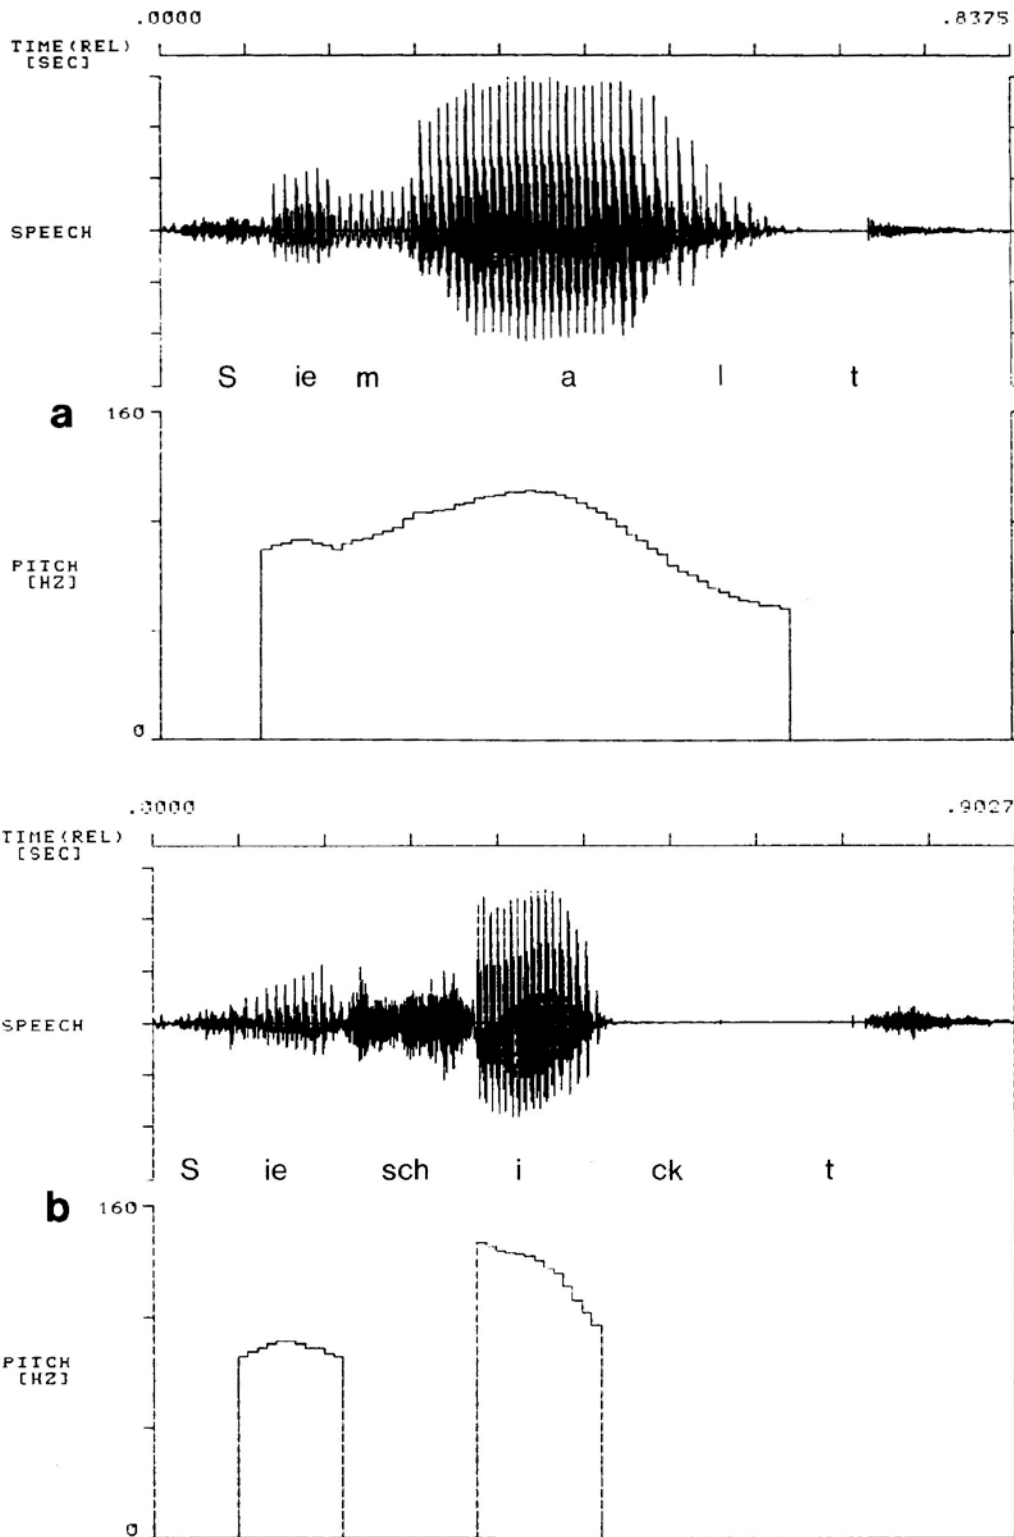 .0000 .8375
TIME(REL)
[SEC]
SPEECH
S ie m a l t
a 160
PITCH
[HZ]
0
.0000 .9027
TIME(REL)
[SEC]
SPEECH
S ie sch i ck t
b 160
PITCH
[HZ]
0